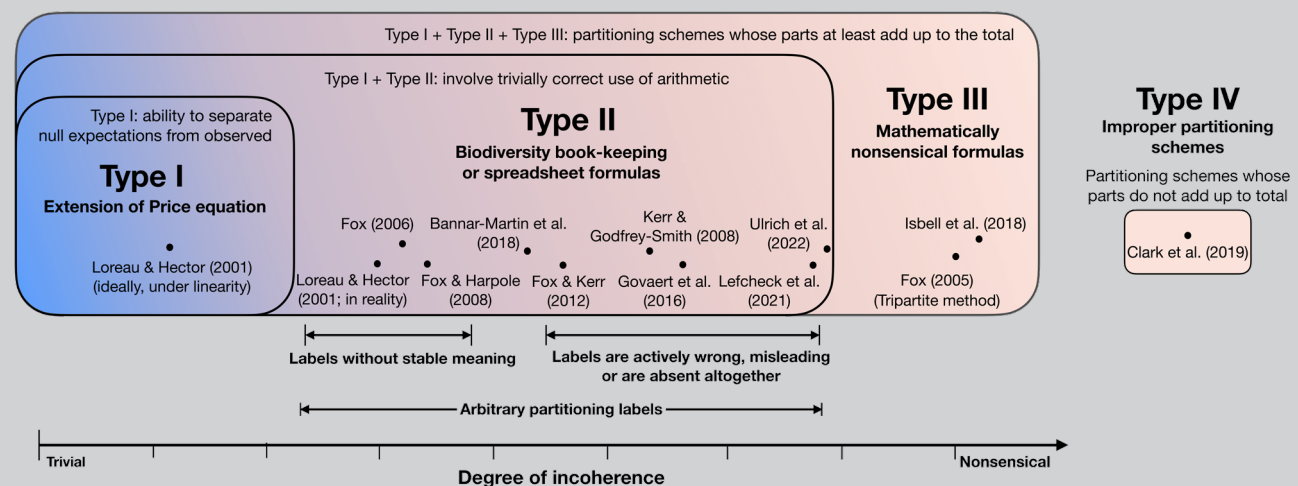 Type I + Type II + Type III: partitioning schemes whose parts at least add up to the total
Type I + Type II: involve trivially correct use of arithmetic
Type I: ability to separate
null expectations from observed
Type I
Extension of Price equation
Loreau & Hector (2001)
(ideally, under linearity)
Type II
Biodiversity book-keeping
or spreadsheet formulas
Fox (2006)
Bannar-Martin et al.
(2018)
Kerr &
Godfrey-Smith (2008)
Ulrich et al.
(2022)
Loreau & Hector
(2001; in reality)
Fox & Harpole
(2008)
Fox & Kerr
(2012)
Govaert et al.
(2016)
Lefcheck et al.
(2021)
Type III
Mathematically
nonsensical formulas
Isbell et al. (2018)
Fox (2005)
(Tripartite method)
Type IV
Improper partitioning
schemes
Partitioning schemes whose
parts do not add up to total
Clark et al. (2019)
Labels without stable meaning
Labels are actively wrong, misleading
or are absent altogether
Arbitrary partitioning labels
Trivial
Nonsensical
Degree of incoherence